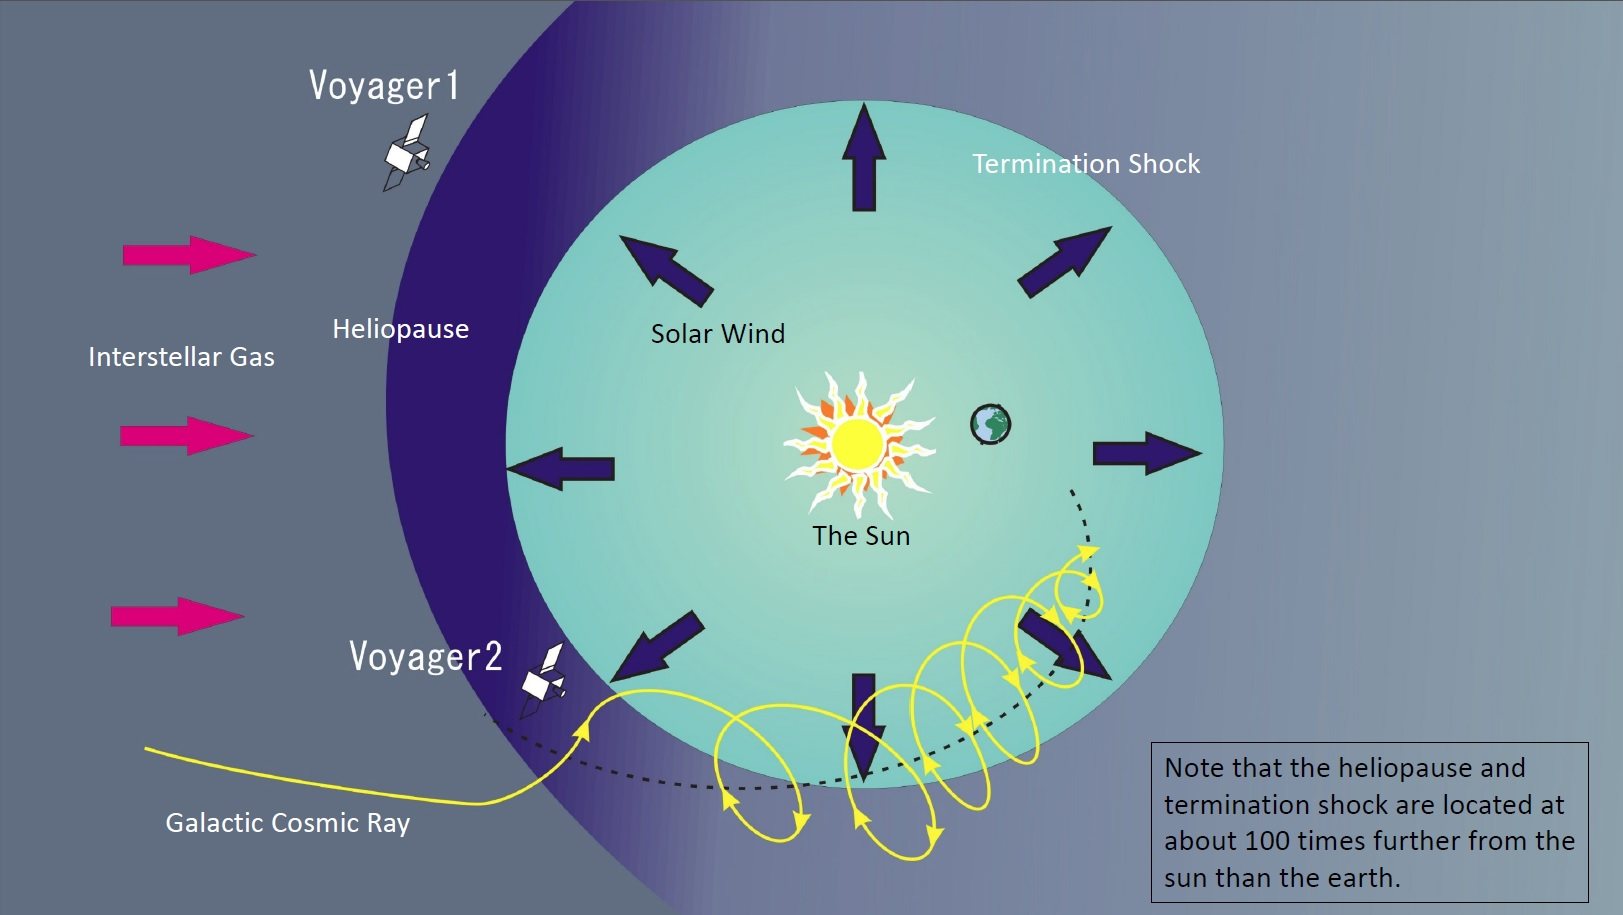 Voyager1
Termination Shock
Heliopause
Solar Wind
Interstellar Gas
The Sun
Voyager2
Galactic Cosmic Ray
Note that the heliopause and
termination shock are located at
about 100 times further from the
sun than the earth.